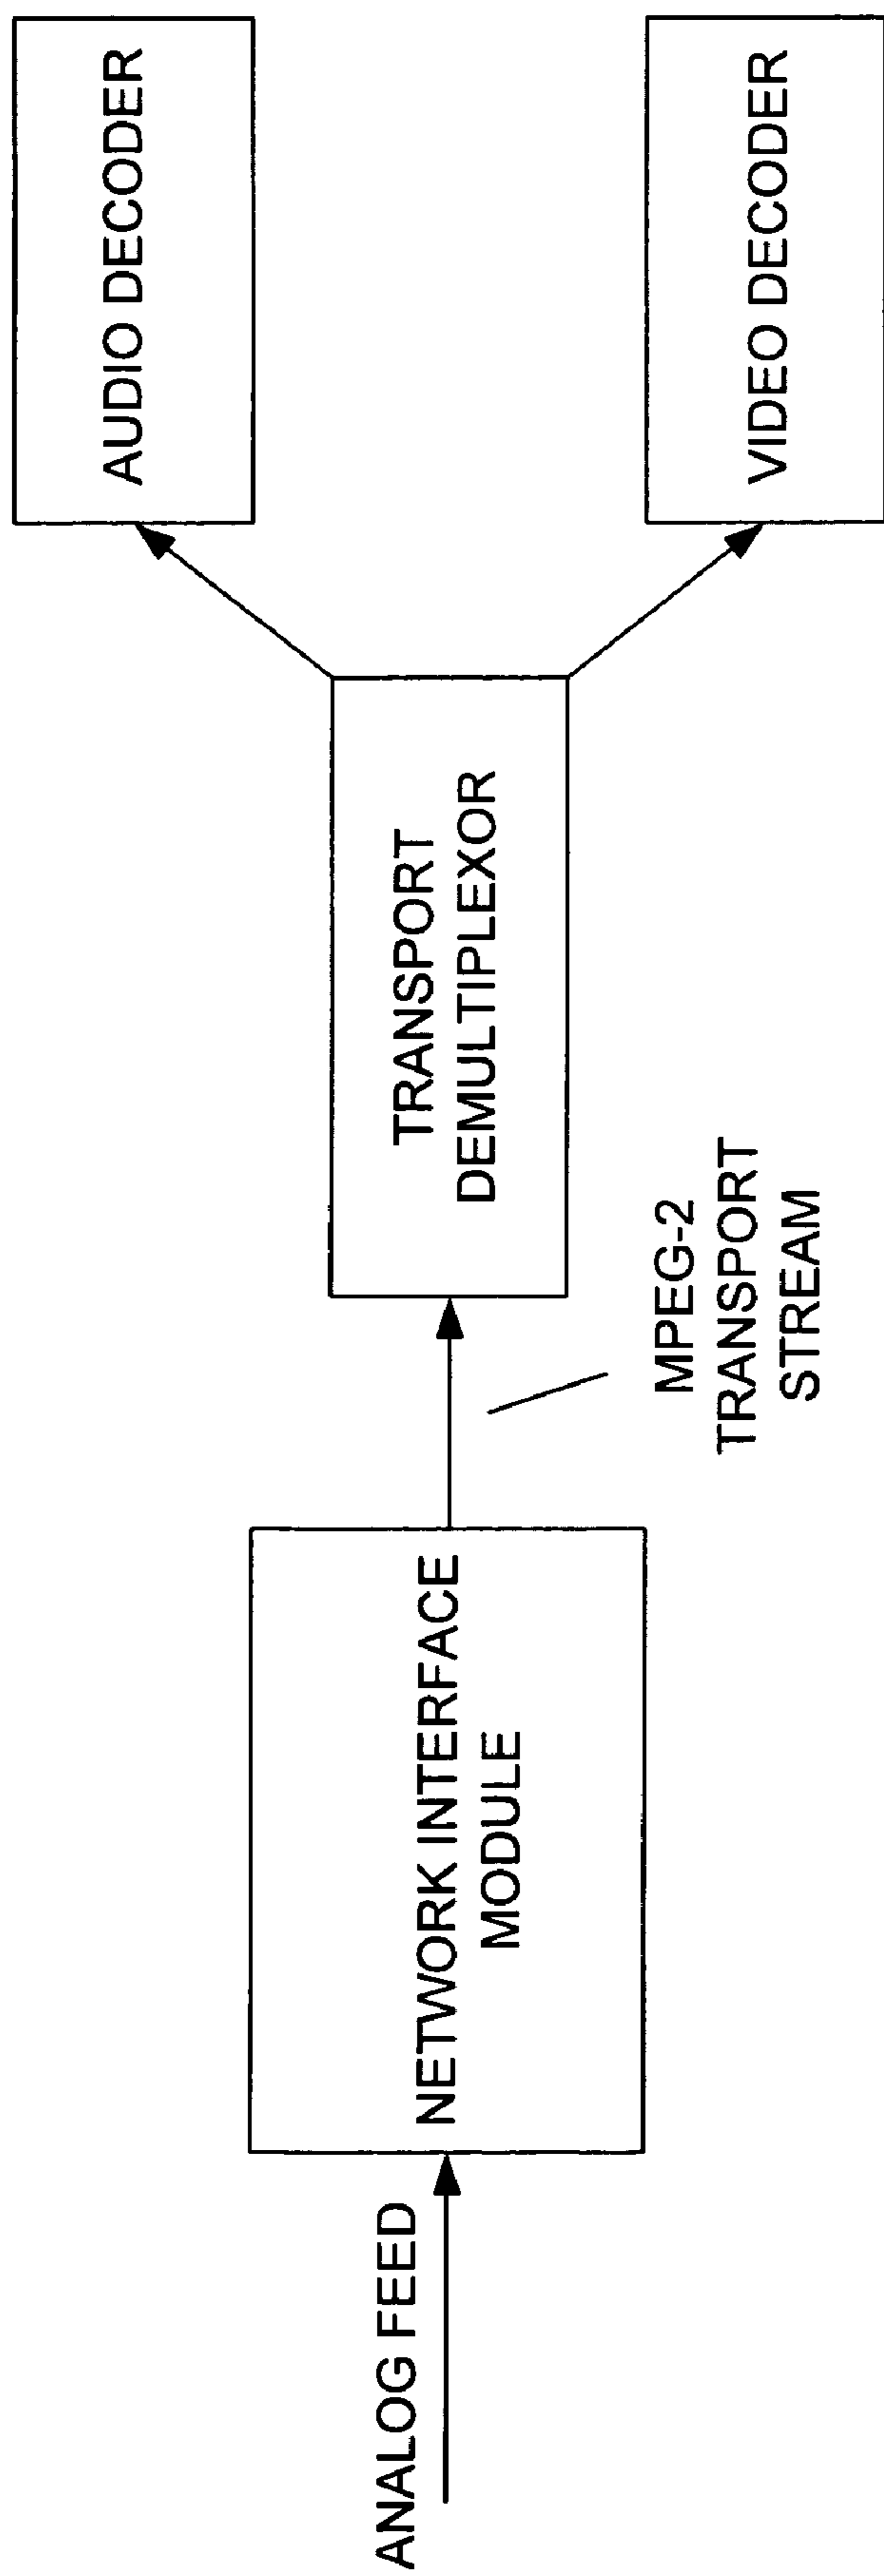 ANALOG FEED
NETWORK INTERFACE
MODULE
MPEG-2
TRANSPORT
STREAM
TRANSPORT
DEMULTIPLEXOR
AUDIO DECODER
VIDEO DECODER